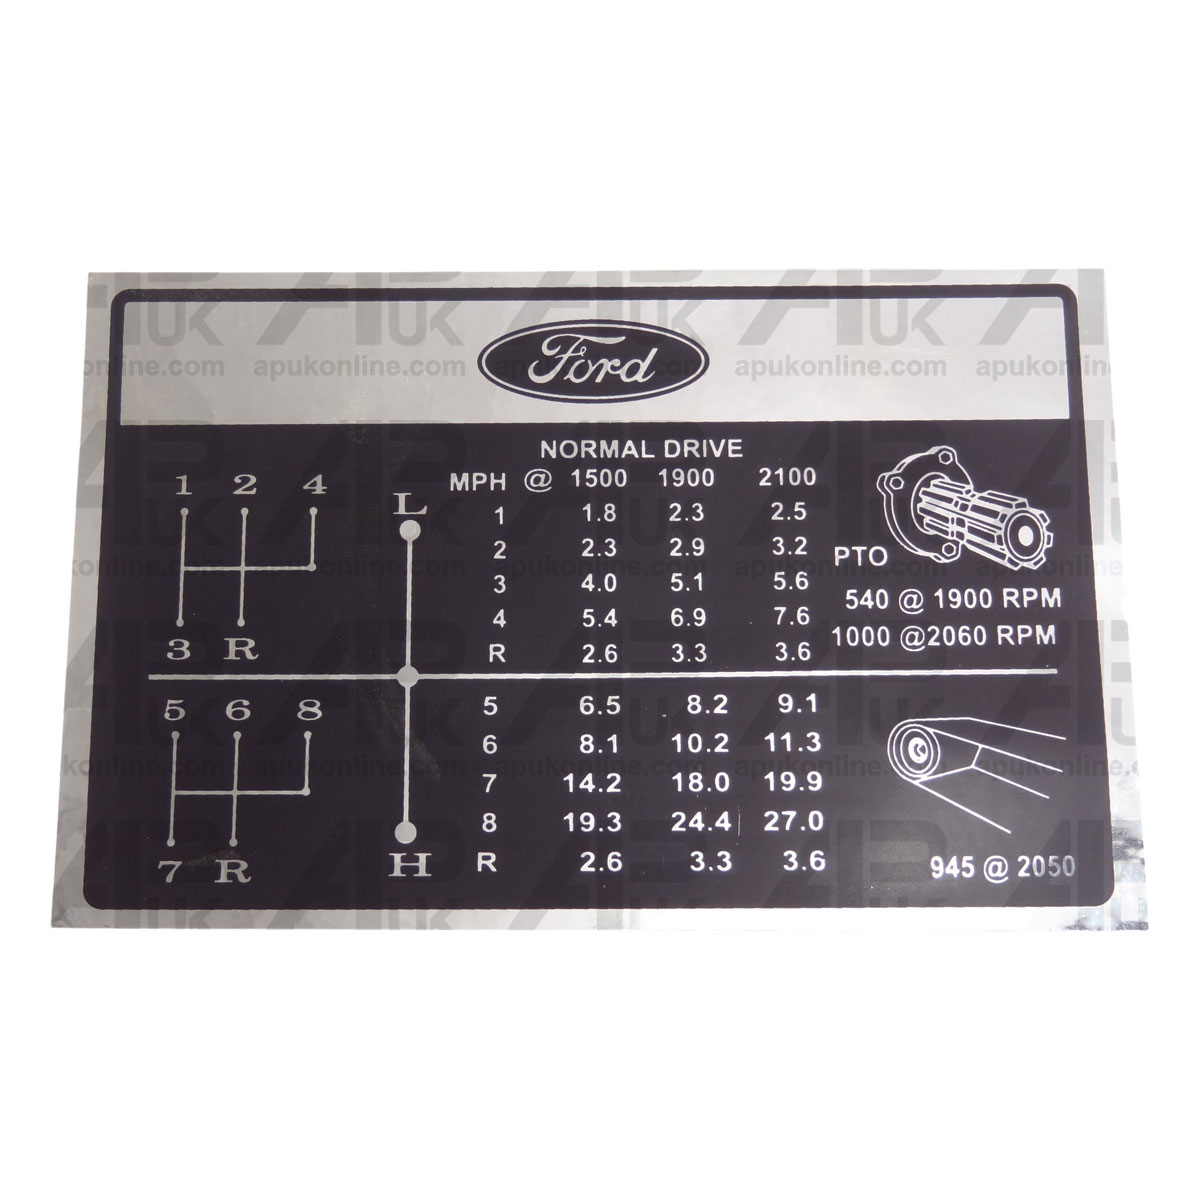 Ford
NORMAL DRIVE
MPH @ 1500 1900 2100
1 1.8 2.3 2.5
2 2.3 2.9 3.2
3 4.0 5.1 5.6
4 5.4 6.9 7.6
R 2.6 3.3 3.6
5 6.5 8.2 9.1
6 8.1 10.2 11.3
7 14.2 18.0 19.9
8 19.3 24.4 27.0
R 2.6 3.3 3.6
1 2 4
3 R
L
5 6 8
7 R
H
PTO
540 @ 1900 RPM
1000 @2060 RPM
945 @ 2050
APUK
apukonline.com